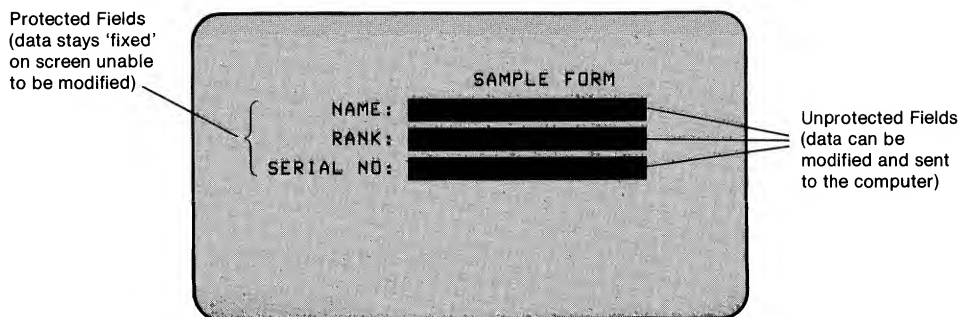 Protected Fields
(data stays 'fixed'
on screen unable
to be modified)
SAMPLE FORM
NAME:
RANK:
SERIAL NO:
Unprotected Fields
(data can be
modified and sent
to the computer)